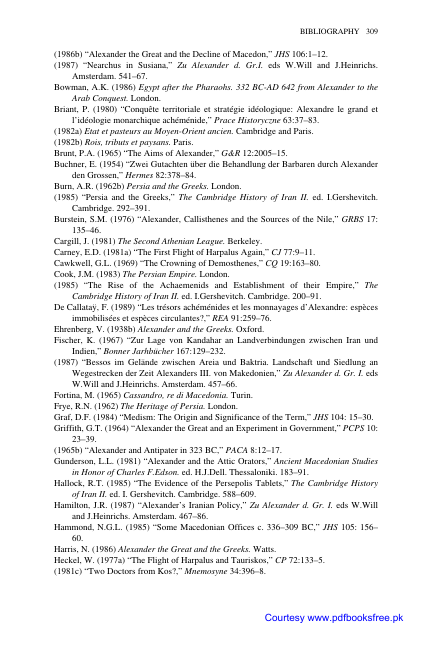 BIBLIOGRAPHY 309
(1986b) “Alexander the Great and the Decline of Macedon,” JHS 106:1–12.
(1987) “Nearchus in Susiana,” Zu Alexander d. Gr.I. eds W.Will and J.Heinrichs.
Amsterdam. 541–67.
Bowman, A.K. (1986) Egypt after the Pharaohs. 332 BC-AD 642 from Alexander to the
Arab Conquest. London.
Briant, P. (1980) “Conquête territoriale et stratégie idéologique: Alexandre le grand et
l’idéologie monarchique achéménide,” Prace Historyczne 63:37–83.
(1982a) Etat et pasteurs au Moyen-Orient ancien. Cambridge and Paris.
(1982b) Rois, tributs et paysans. Paris.
Brunt, P.A. (1965) “The Aims of Alexander,” G&R 12:2005–15.
Buchner, E. (1954) “Zwei Gutachten über die Behandlung der Barbaren durch Alexander
den Grossen,” Hermes 82:378–84.
Burn, A.R. (1962b) Persia and the Greeks. London.
(1985) “Persia and the Greeks,” The Cambridge History of Iran II. ed. I.Gershevitch.
Cambridge. 292–391.
Burstein, S.M. (1976) “Alexander, Callisthenes and the Sources of the Nile,” GRBS 17:
135–46.
Cargill, J. (1981) The Second Athenian League. Berkeley.
Carney, E.D. (1981a) “The First Flight of Harpalus Again,” CJ 77:9–11.
Cawkwell, G.L. (1969) “The Crowning of Demosthenes,” CQ 19:163–80.
Cook, J.M. (1983) The Persian Empire. London.
(1985) “The Rise of the Achaemenids and Establishment of their Empire,” The
Cambridge History of Iran II. ed. I.Gershevitch. Cambridge. 200–91.
De Callataÿ, F. (1989) “Les trésors achéménides et les monnayages d’Alexandre: espèces
immobilisées et espèces circulantes?,” REA 91:259–76.
Ehrenberg, V. (1938b) Alexander and the Greeks. Oxford.
Fischer, K. (1967) “Zur Lage von Kandahar an Landverbindungen zwischen Iran und
Indien,” Bonner Jarhbücher 167:129–232.
(1987) “Bessos im Gelände zwischen Areia und Baktria. Landschaft und Siedlung an
Wegestrecken der Zeit Alexanders III. von Makedonien,” Zu Alexander d. Gr. I. eds
W.Will and J.Heinrichs. Amsterdam. 457–66.
Fortina, M. (1965) Cassandro, re di Macedonia. Turin.
Frye, R.N. (1962) The Heritage of Persia. London.
Graf, D.F. (1984) “Medism: The Origin and Significance of the Term,” JHS 104: 15–30.
Griffith, G.T. (1964) “Alexander the Great and an Experiment in Government,” PCPS 10:
23–39.
(1965b) “Alexander and Antipater in 323 BC,” PACA 8:12–17.
Gunderson, L.L. (1981) “Alexander and the Attic Orators,” Ancient Macedonian Studies
in Honor of Charles F.Edson. ed. H.J.Dell. Thessaloniki. 183–91.
Hallock, R.T. (1985) “The Evidence of the Persepolis Tablets,” The Cambridge History
of Iran II. ed. I. Gershevitch. Cambridge. 588–609.
Hamilton, J.R. (1987) “Alexander’s Iranian Policy,” Zu Alexander d. Gr. I. eds W.Will
and J.Heinrichs. Amsterdam. 467–86.
Hammond, N.G.L. (1985) “Some Macedonian Offices c. 336–309 BC,” JHS 105: 156–
60.
Harris, N. (1986) Alexander the Great and the Greeks. Watts.
Heckel, W. (1977a) “The Flight of Harpalus and Tauriskos,” CP 72:133–5.
(1981c) “Two Doctors from Kos?,” Mnemosyne 34:396–8.
Courtesy www.pdfbooksfree.pk